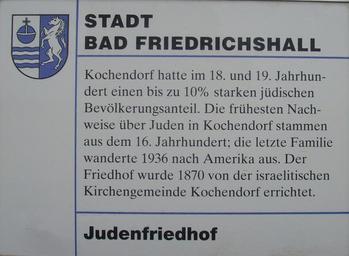 STADT
BAD FRIEDRICHSHALL
Kochendorf hatte im 18. und 19. Jahrhun-
dert einen bis zu 10% starken jüdischen
Bevölkerungsanteil. Die frühesten Nach-
weise über Juden in Kochendorf stammen
aus dem 16. Jahrhundert; die letzte Familie
wanderte 1936 nach Amerika aus. Der
Friedhof wurde 1870 von der israelitischen
Kirchengemeinde Kochendorf errichtet.
Judenfriedhof